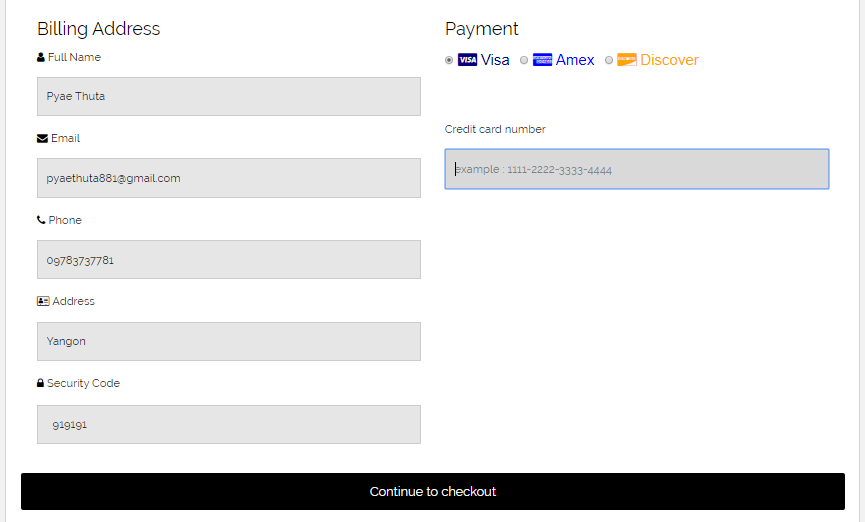 Billing Address
Full Name
Pyae Thuta
Email
pyaethuta881@gmail.com
Phone
09783737781
Address
Yangon
Security Code
919191
Payment
VISA Visa Amex Discover
Credit card number
example : 1111-2222-3333-4444
Continue to checkout